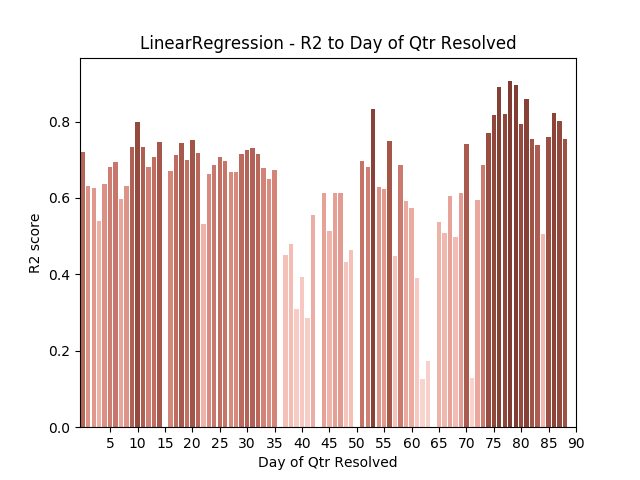 LinearRegression - R2 to Day of Qtr Resolved
R2 score
0.8
0.6
0.4
0.2
0.0
5 10 15 20 25 30 35 40 45 50 55 60 65 70 75 80 85 90
Day of Qtr Resolved